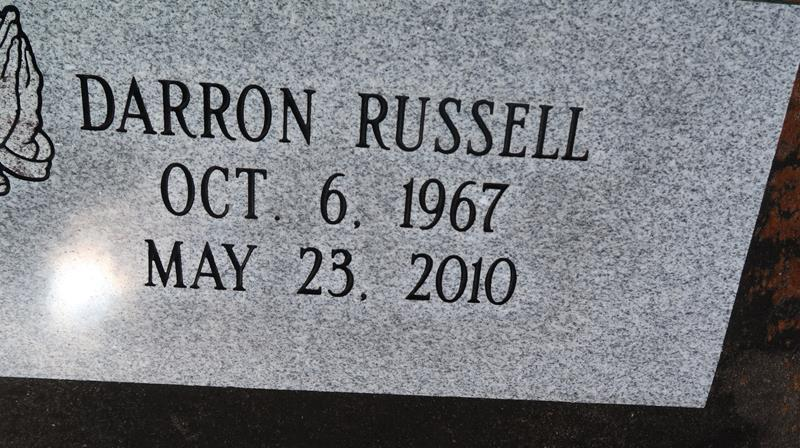 DARRON RUSSELL
OCT. 6, 1967
MAY 23, 2010